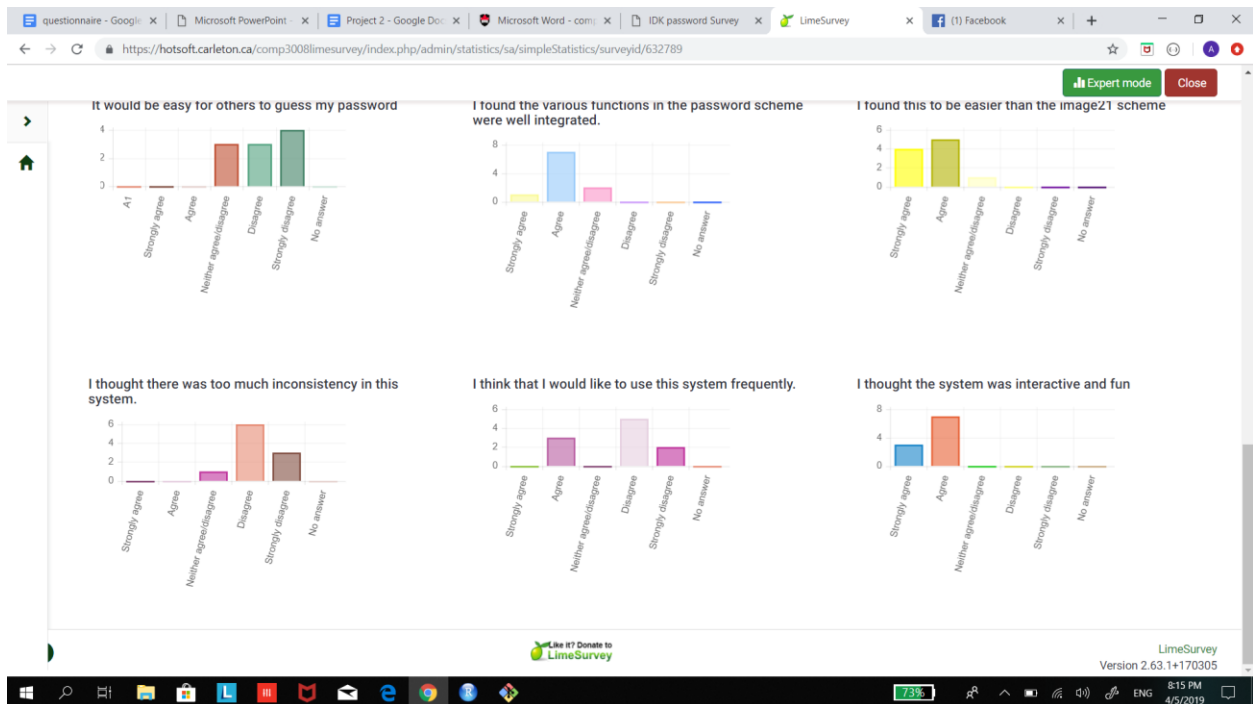 questionnaire - Google
Microsoft PowerPoint -
Project 2 - Google Doc
Microsoft Word - comp
IDK password Survey
LimeSurvey
(1) Facebook
https://hotsoft.carleton.ca/comp3008limesurvey/index.php/admin/statistics/sa/simpleStatistics/surveyid/632789
A
Expert mode
Close
It would be easy for others to guess my password
4
2
0
A1
Strongly agree
Agree
Neither agree/disagree
Disagree
Strongly disagree
No answer
I found the various functions in the password scheme
were well integrated.
8
4
0
Strongly agree
Agree
Neither agree/disagree
Disagree
Strongly disagree
No answer
I found this to be easier than the image21 scheme
6
4
2
0
Strongly agree
Agree
Neither agree/disagree
Disagree
Strongly disagree
No answer
I thought there was too much inconsistency in this
system.
6
4
2
0
Strongly agree
Agree
Neither agree/disagree
Disagree
Strongly disagree
No answer
I think that I would like to use this system frequently.
6
4
2
0
Strongly agree
Agree
Neither agree/disagree
Disagree
Strongly disagree
No answer
I thought the system was interactive and fun
8
4
0
Strongly agree
Agree
Neither agree/disagree
Disagree
Strongly disagree
No answer
Like it? Donate to
LimeSurvey
LimeSurvey
Version 2.63.1+170305
L
R
73%
ENG
8:15 PM
4/5/2019